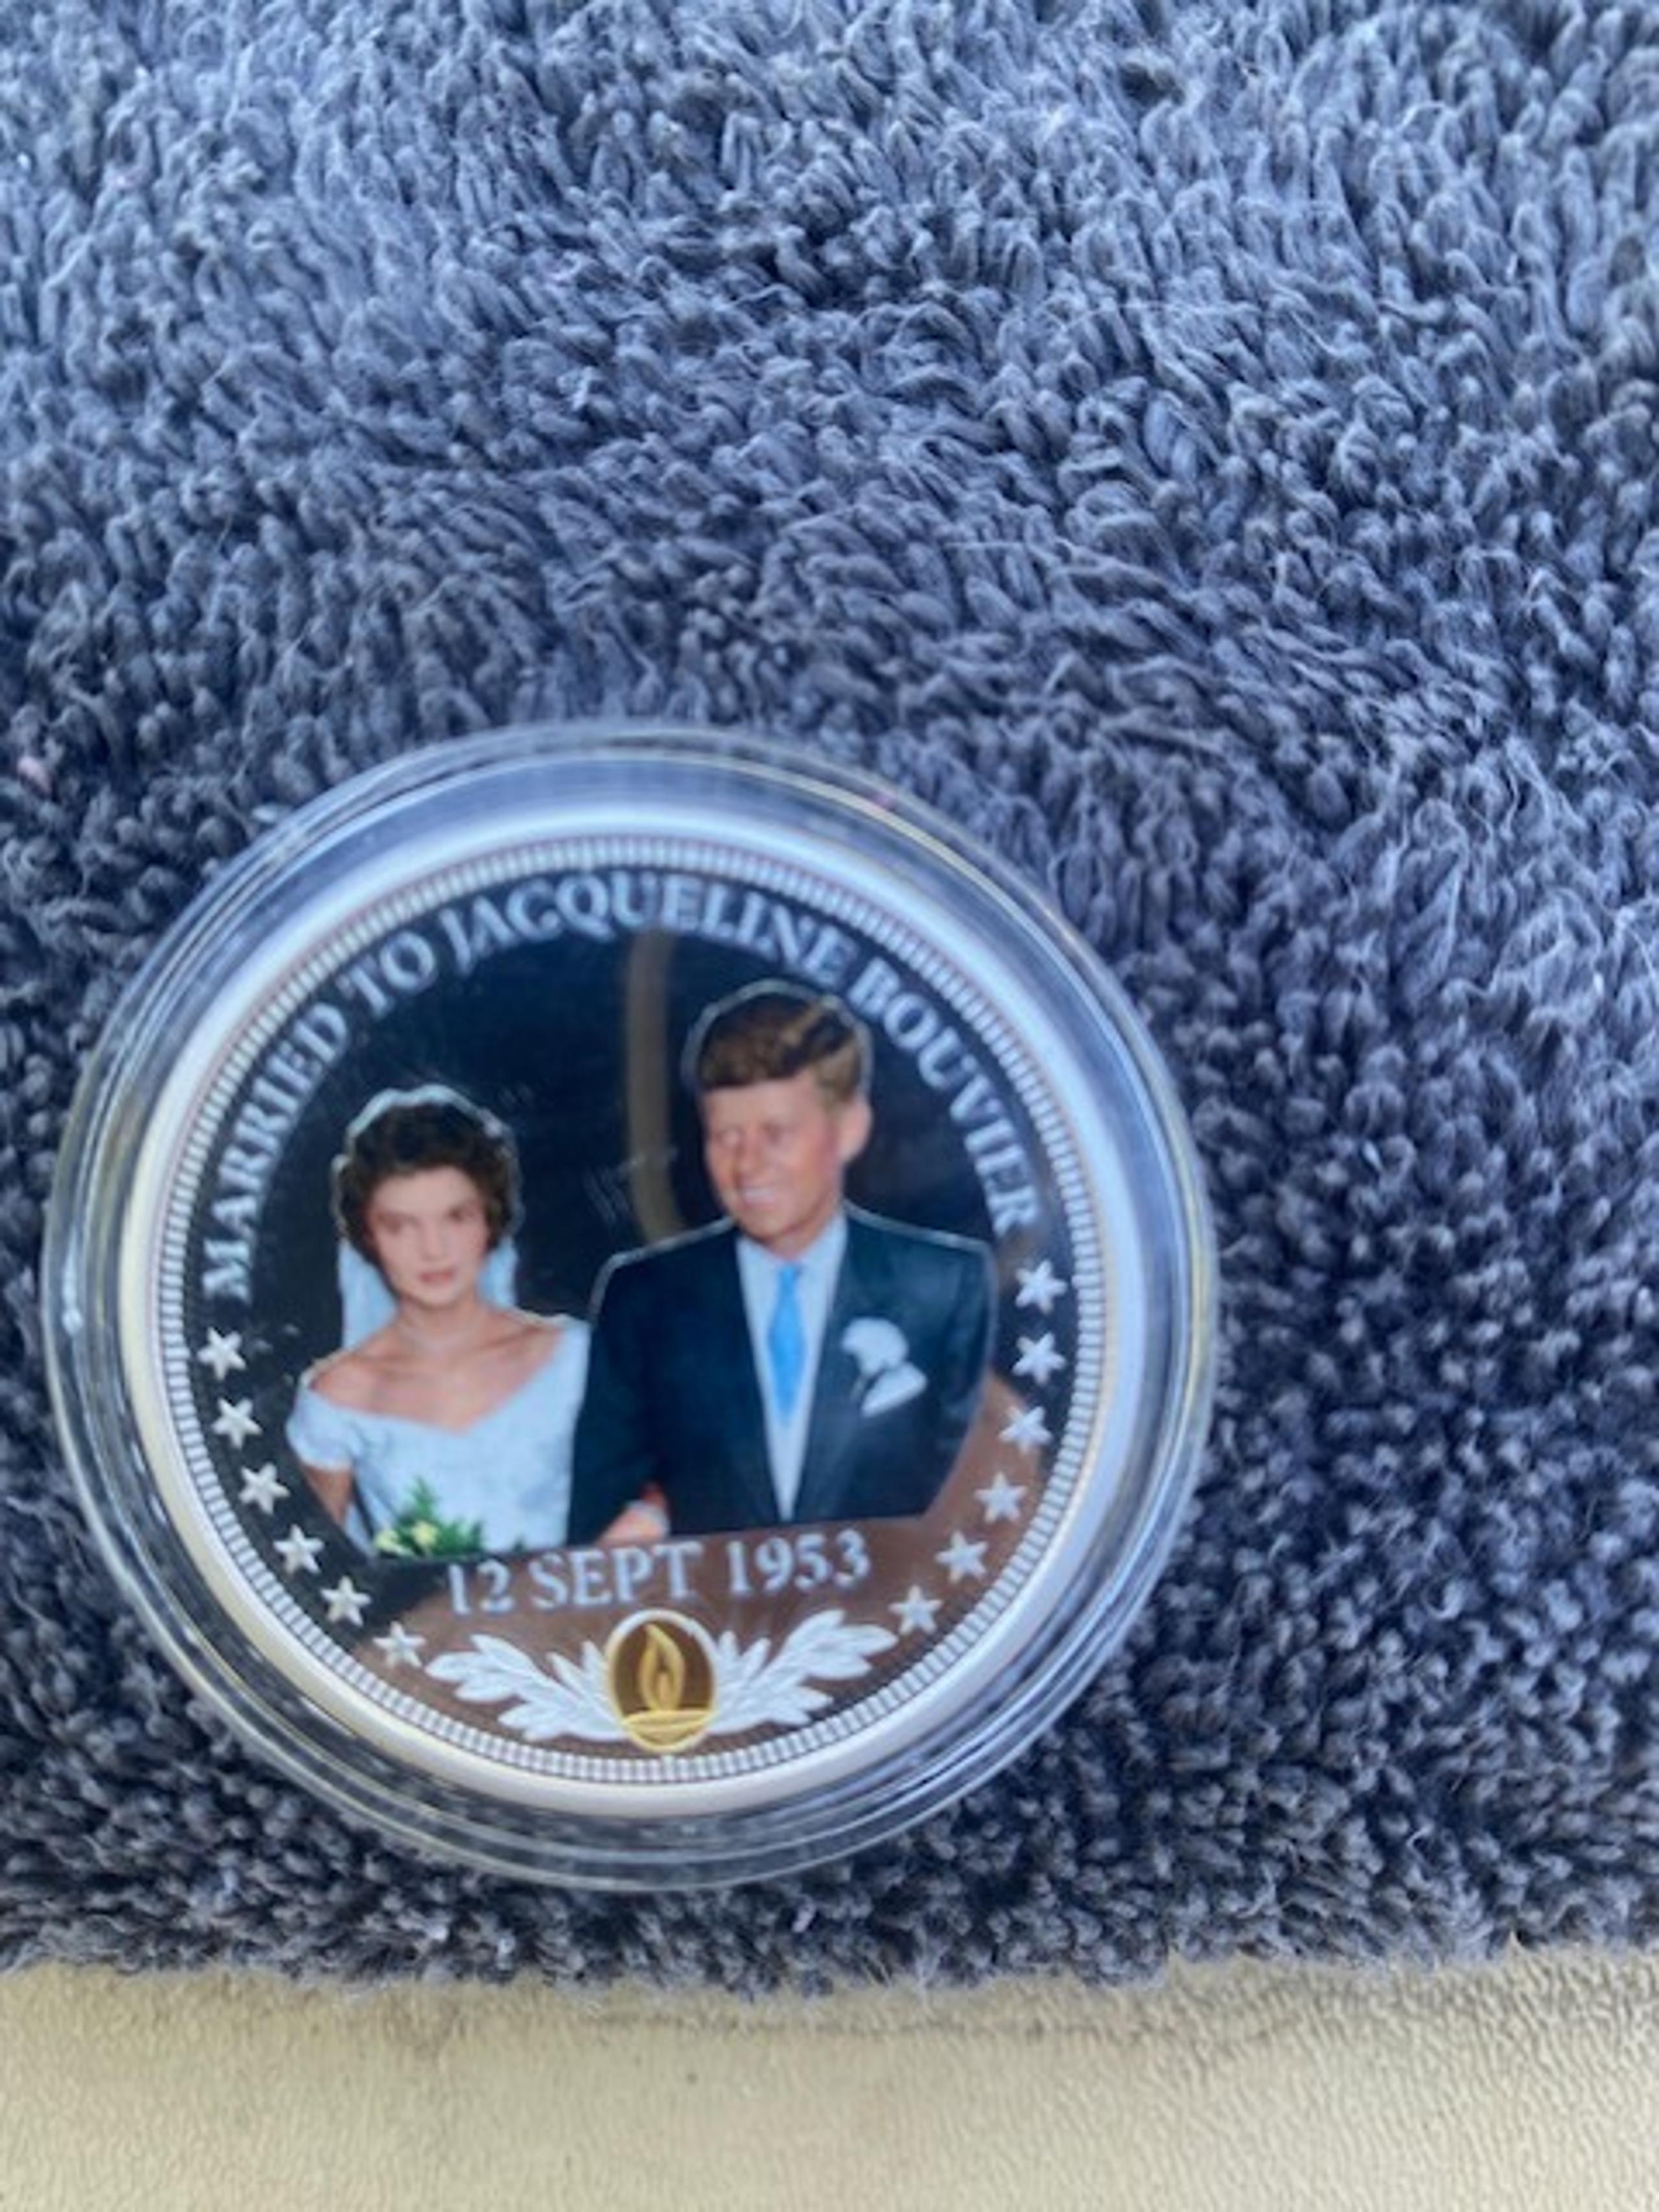 MARRIED TO JACQUELINE BOUVIER
12 SEPT 1953